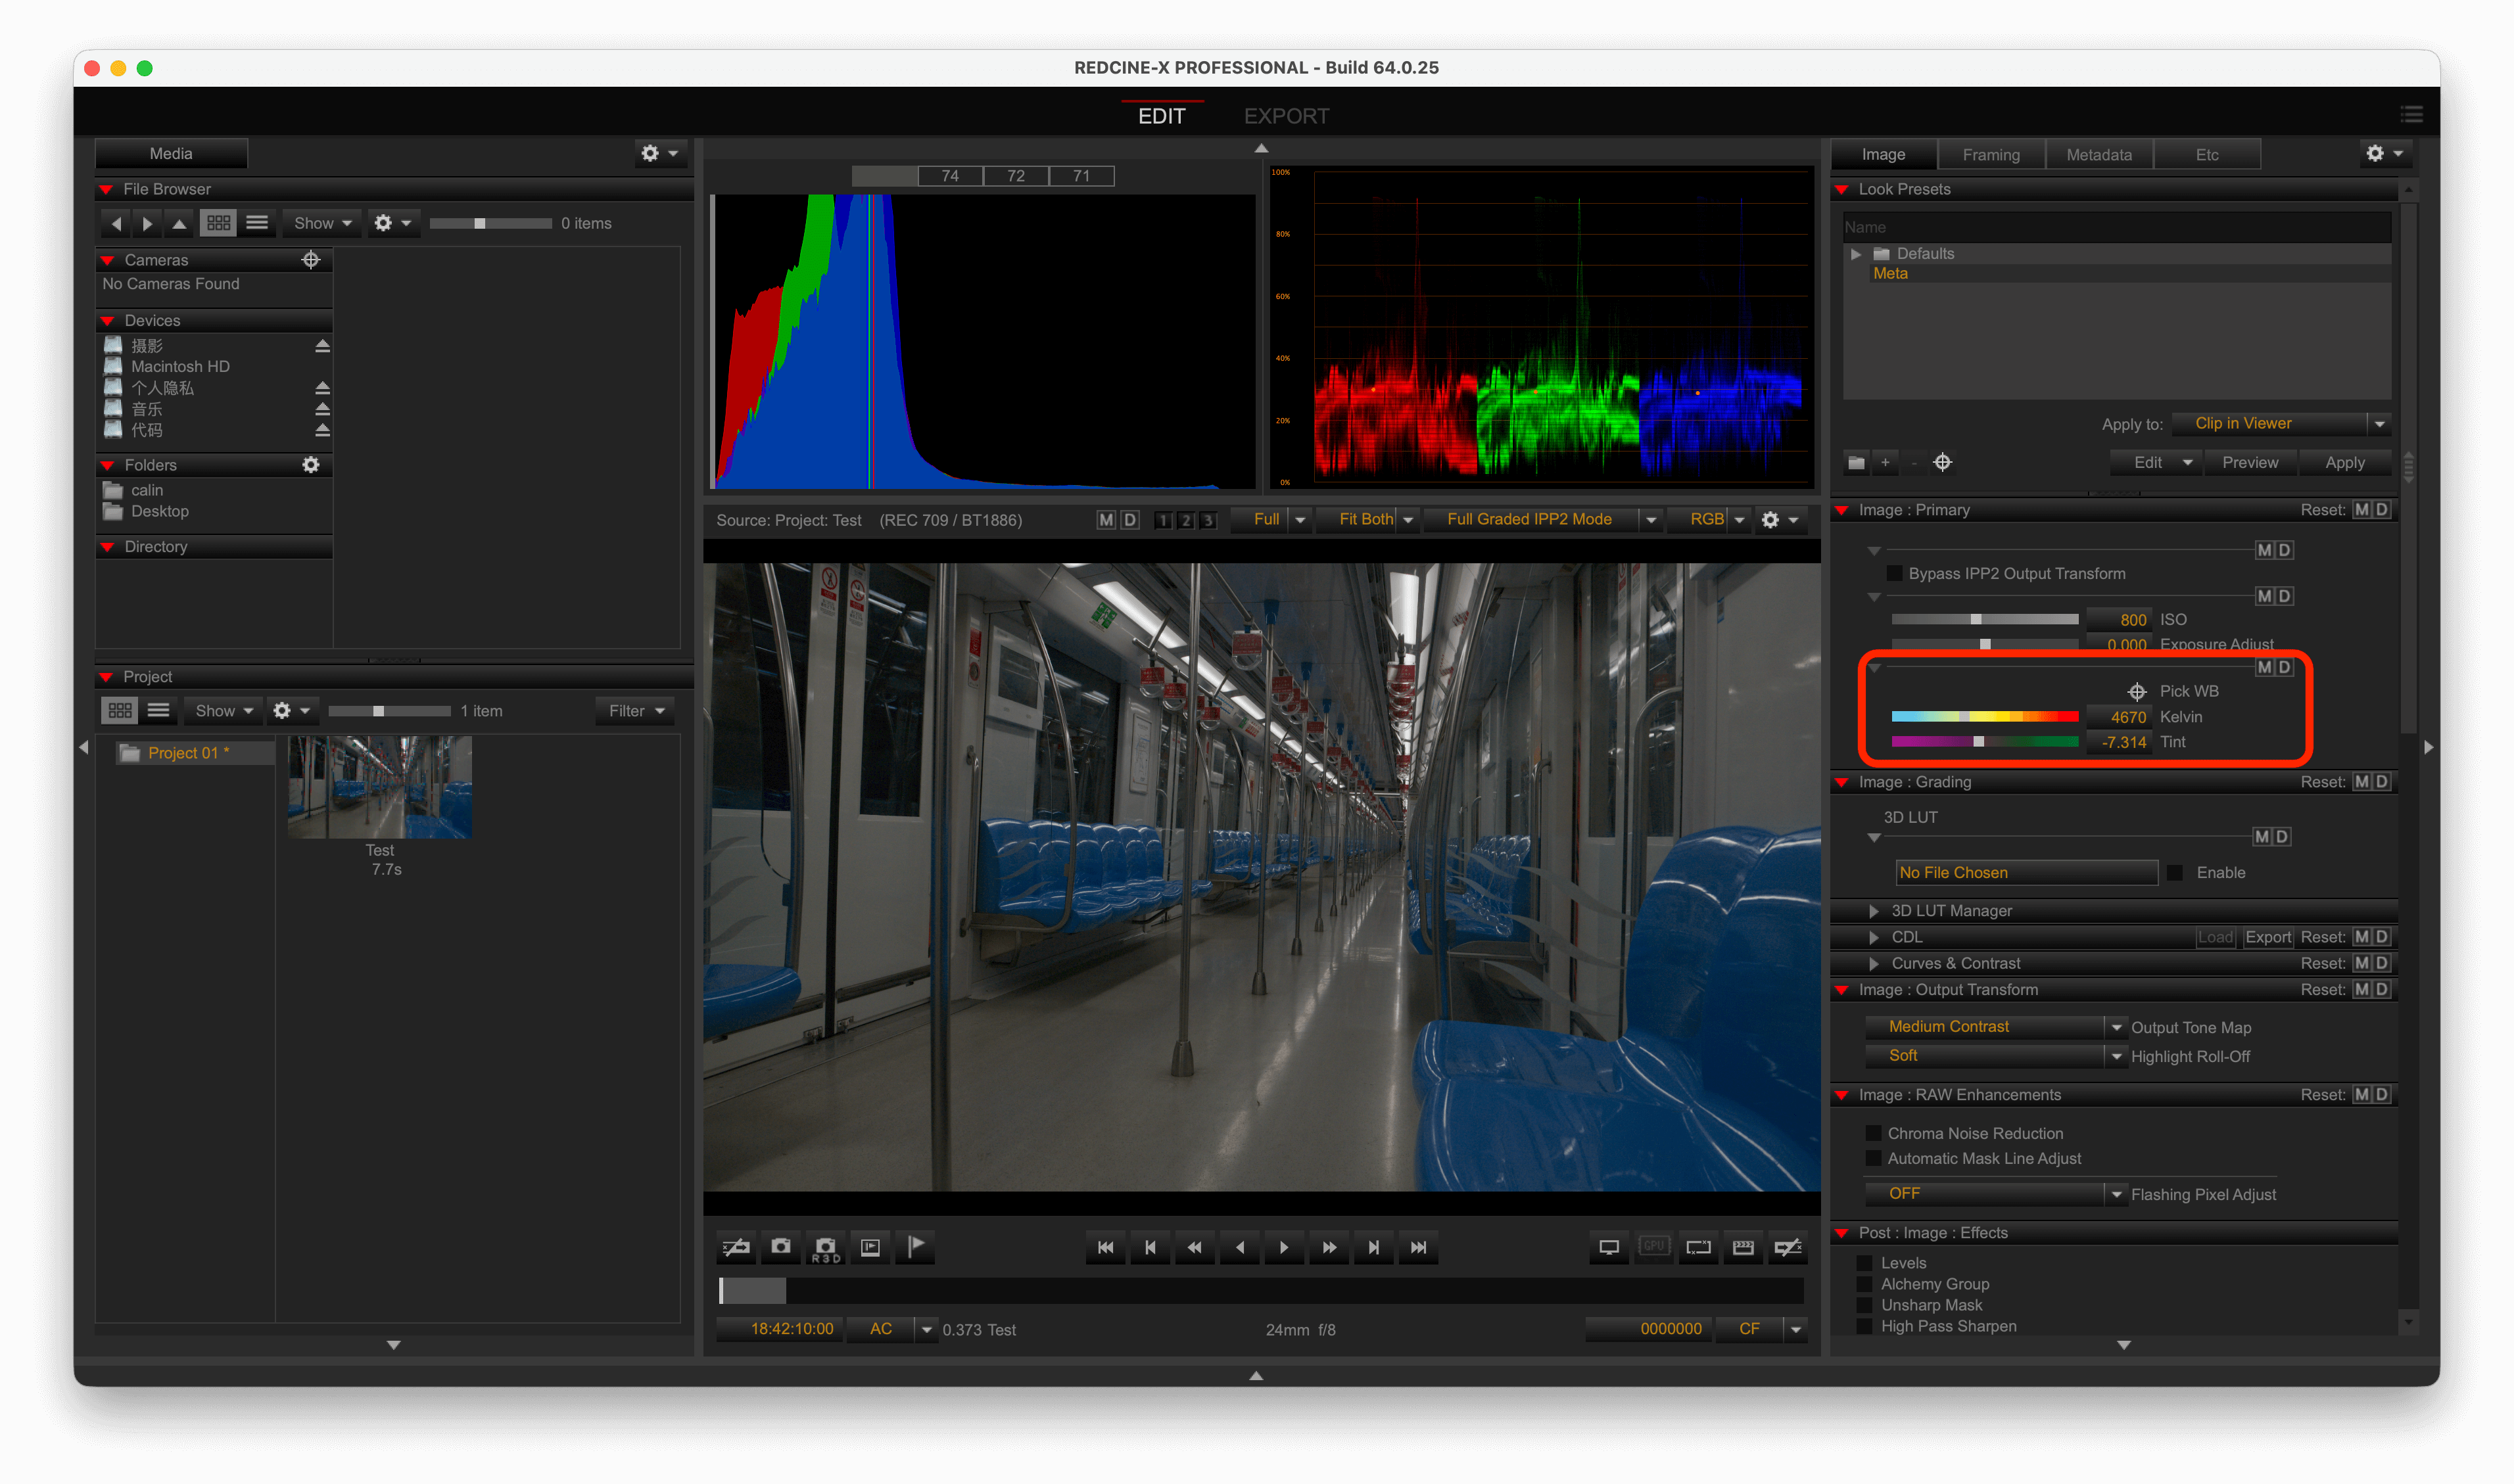 REDCINE-X PROFESSIONAL - Build 64.0.25
EDIT
EXPORT
Media
File Browser
Show
0 items
Cameras
No Cameras Found
Devices
摄影
Macintosh HD
个人隐私
音乐
代码
Folders
calin
Desktop
Directory
Project
Show
1 item
Filter
Project 01 *
Test
7.7s
74
72
71
100%
80%
60%
40%
20%
0%
Source: Project: Test (REC 709 / BT1886)
M D
1 2 3
Full
Fit Both
Full Graded IPP2 Mode
RGB
R3D
GPU
18:42:10:00
AC
0.373 Test
24mm f/8
0000000
CF
Image
Framing
Metadata
Etc
Look Presets
Name
Defaults
Meta
Apply to:
Clip in Viewer
+
-
Edit
Preview
Apply
Image : Primary
Reset: M D
M D
Bypass IPP2 Output Transform
M D
800 ISO
0.000 Exposure Adjust
M D
Pick WB
4670 Kelvin
-7.314 Tint
Image : Grading
Reset: M D
3D LUT
M D
No File Chosen
Enable
3D LUT Manager
CDL
Load
Export
Reset: M D
Curves & Contrast
Reset: M D
Image : Output Transform
Reset: M D
Medium Contrast
Output Tone Map
Soft
Highlight Roll-Off
Image : RAW Enhancements
Reset: M D
Chroma Noise Reduction
Automatic Mask Line Adjust
OFF
Flashing Pixel Adjust
Post : Image : Effects
Levels
Alchemy Group
Unsharp Mask
High Pass Sharpen